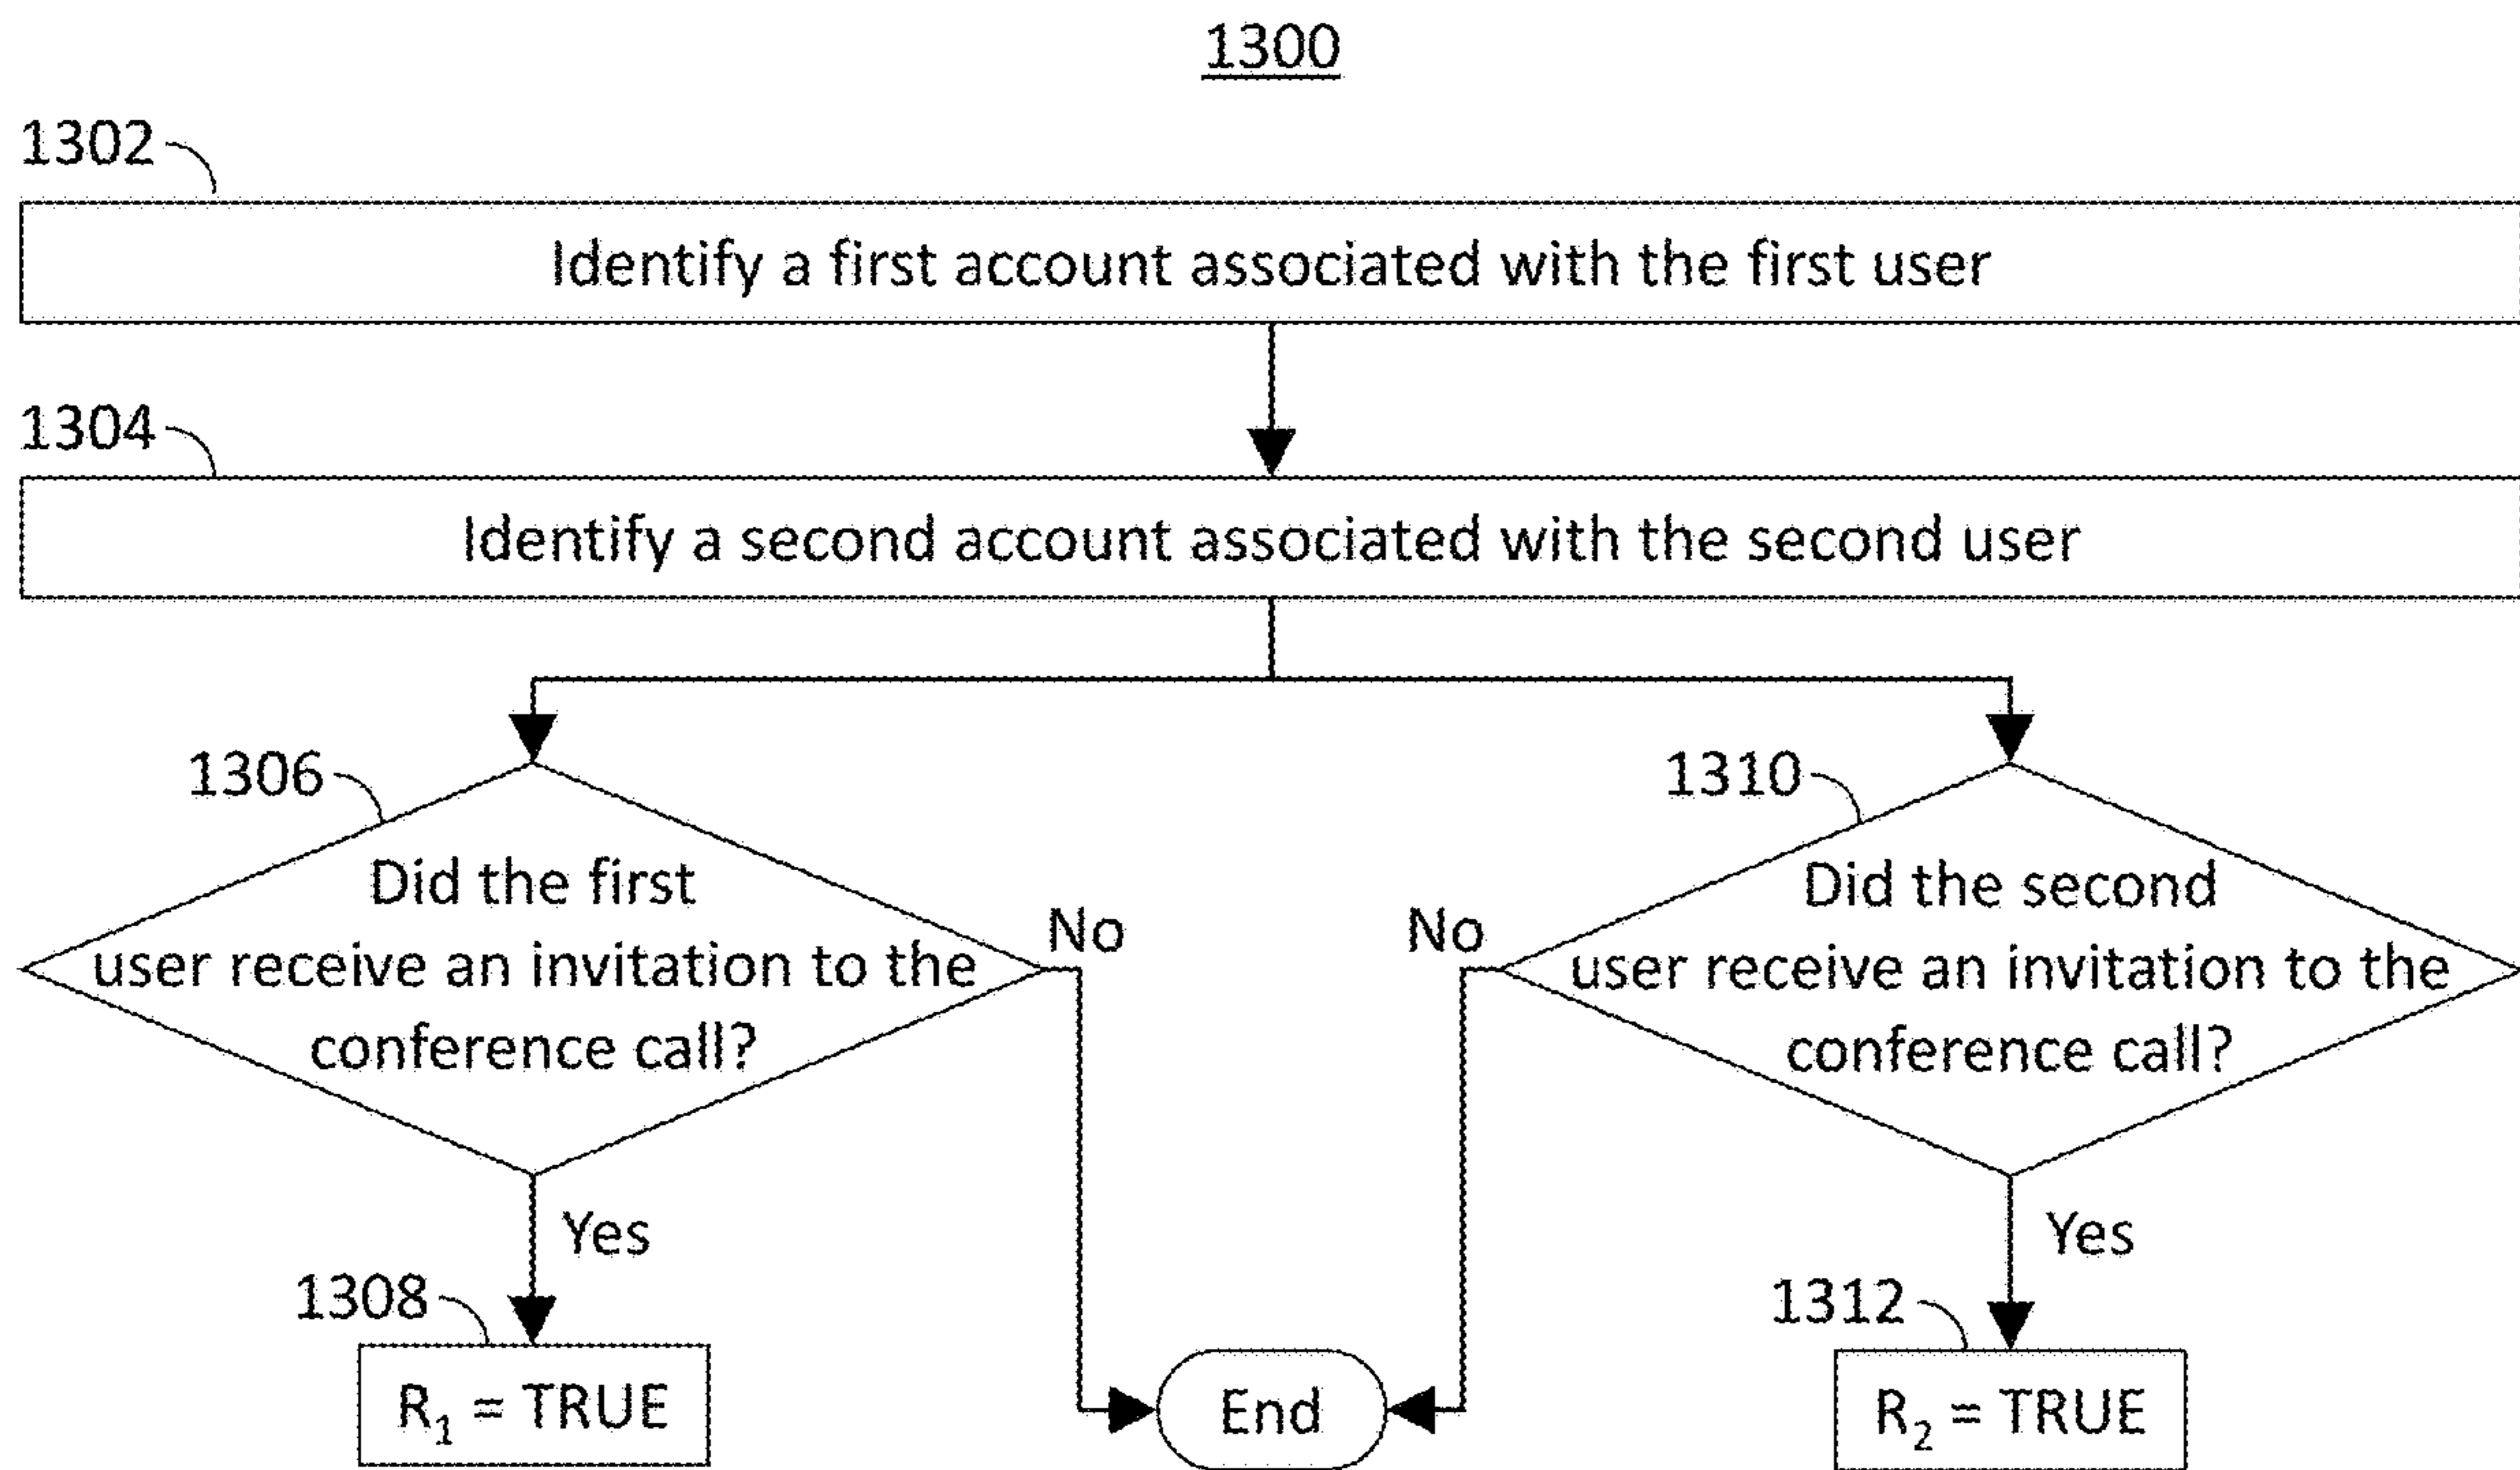 1300
1302
Identify a first account associated with the first user
1304
Identify a second account associated with the second user
1306
Did the first
user receive an invitation to the
conference call?
No
Yes
1308
R₁ = TRUE
1310
Did the second
user receive an invitation to the
conference call?
No
Yes
1312
R₂ = TRUE
End